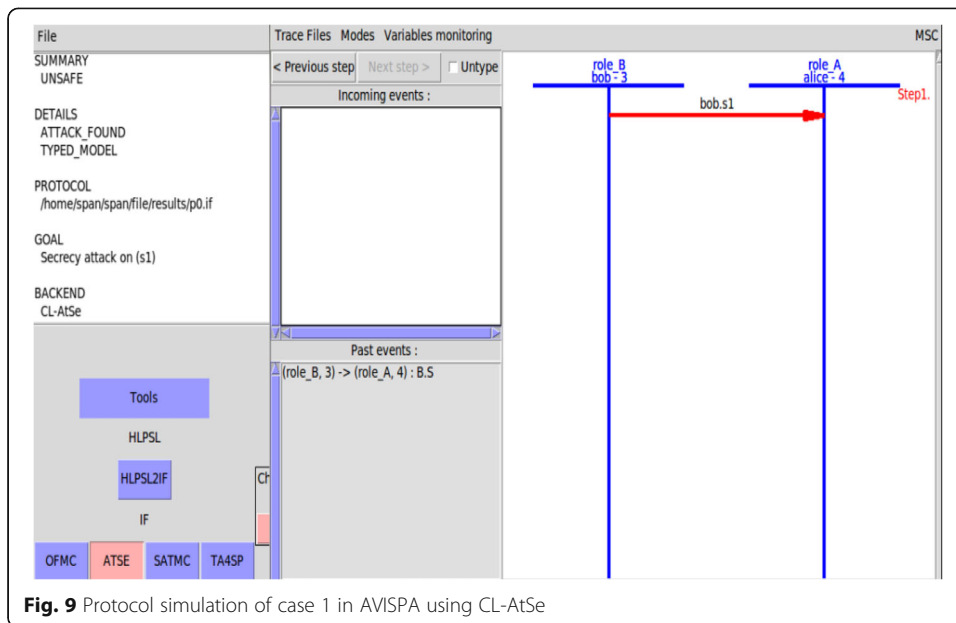 File
SUMMARY
UNSAFE
DETAILS
ATTACK_FOUND
TYPED_MODEL
PROTOCOL
/home/span/span/file/results/p0.if
GOAL
Secrecy attack on (s1)
BACKEND
CL-AtSe
Tools
HLPSL
HLPSL2IF
IF
Ch
OFMC ATSE SATMC TA4SP
Trace Files Modes Variables monitoring
< Previous step Next step > Untype
Incoming events :
Past events :
(role_B, 3) -> (role_A, 4) : B.S
MSC
role_B role_A
bob - 3 alice - 4
Step1.
bob.s1
Fig. 9 Protocol simulation of case 1 in AVISPA using CL-AtSe